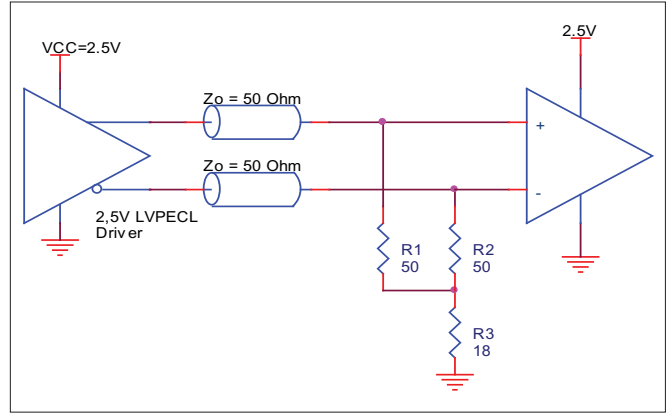 VCC=2.5V
2.5V
Zo = 50 Ohm
+
Zo = 50 Ohm
-
2,5V LVPECL
Driver
R1
50
R2
50
R3
18